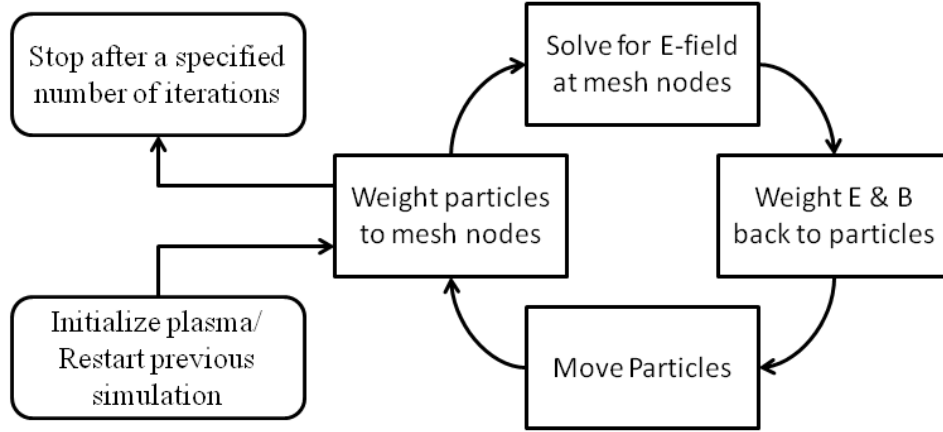 Stop after a specified
number of iterations
Solve for E-field
at mesh nodes
Weight particles
to mesh nodes
Weight E & B
back to particles
Initialize plasma/
Restart previous
simulation
Move Particles